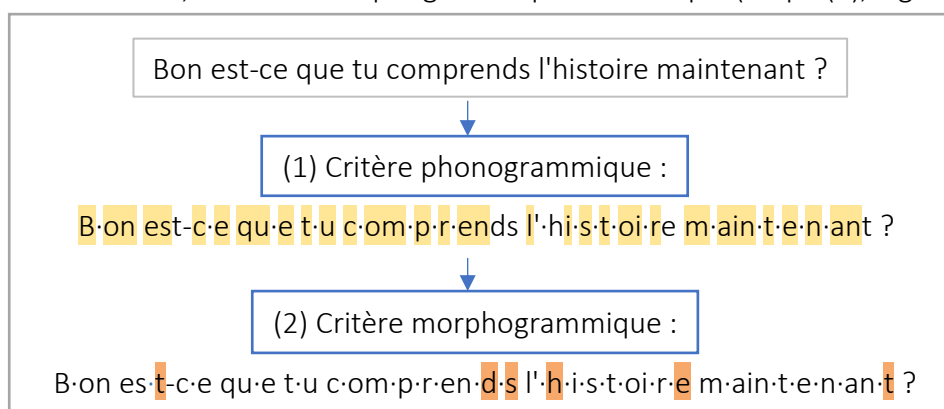 Bon est-ce que tu comprends l'histoire maintenant ?
(1) Critère phonogrammique :
B·on est-c·e qu·e t·u c·om·p·r·ends l'·hi·s·t·oi·re m·ain·t·e·n·ant ?
(2) Critère morphogrammique :
B·on es·t-c·e qu·e t·u c·om·p·r·en·d·s l'·h·i·s·t·oi·r·e m·ain·t·e·n·an·t ?